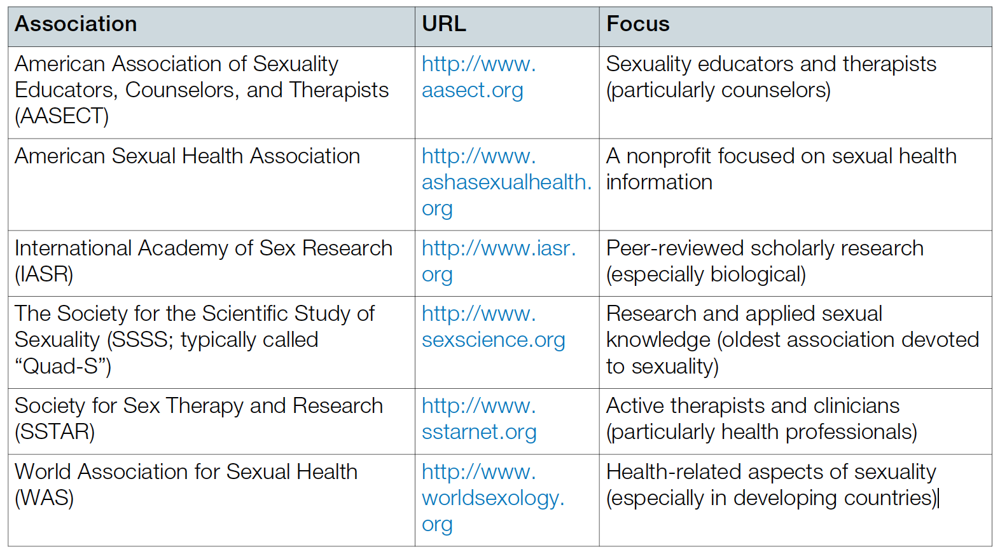 Association URL Focus
American Association of Sexuality
Educators, Counselors, and Therapists
(AASECT)
http://www.
aasect.org
Sexuality educators and therapists
(particularly counselors)
American Sexual Health Association
http://www.
ashasexualhealth.
org
A nonprofit focused on sexual health
information
International Academy of Sex Research
(IASR)
http://www.iasr.
org
Peer-reviewed scholarly research
(especially biological)
The Society for the Scientific Study of
Sexuality (SSSS; typically called
“Quad-S”)
http://www.
sexscience.org
Research and applied sexual
knowledge (oldest association devoted
to sexuality)
Society for Sex Therapy and Research
(SSTAR)
http://www.
sstarnet.org
Active therapists and clinicians
(particularly health professionals)
World Association for Sexual Health
(WAS)
http://www.
worldsexology.
org
Health-related aspects of sexuality
(especially in developing countries)